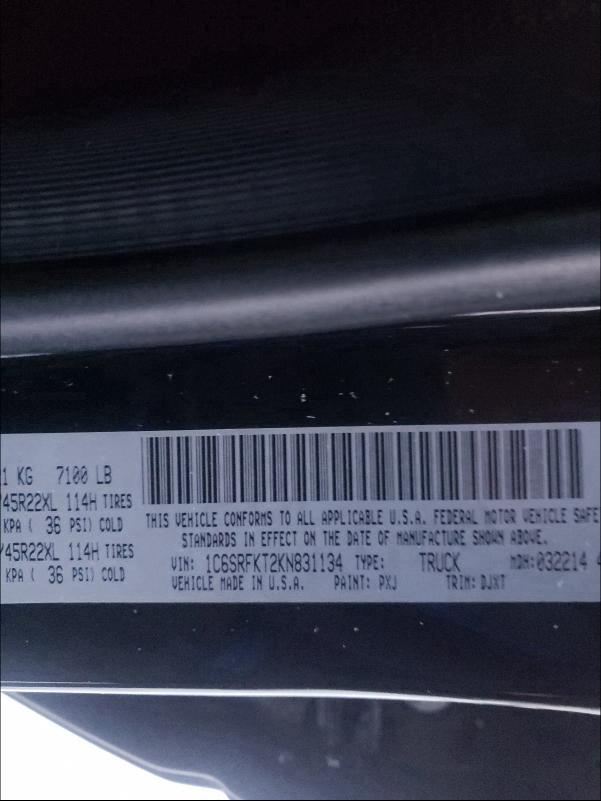 1 KG 7100 LB
/45R22XL 114H TIRES
KPA ( 36 PSI) COLD
/45R22XL 114H TIRES
KPA ( 36 PSI) COLD
THIS VEHICLE CONFORMS TO ALL APPLICABLE U.S.A. FEDERAL MOTOR VEHICLE SAFE
STANDARDS IN EFFECT ON THE DATE OF MANUFACTURE SHOWN ABOVE.
VIN: 1C6SRFKT2KN831134 TYPE: TRUCK MDH:032214 4
VEHICLE MADE IN U.S.A. PAINT: PXJ TRIM: DJXT